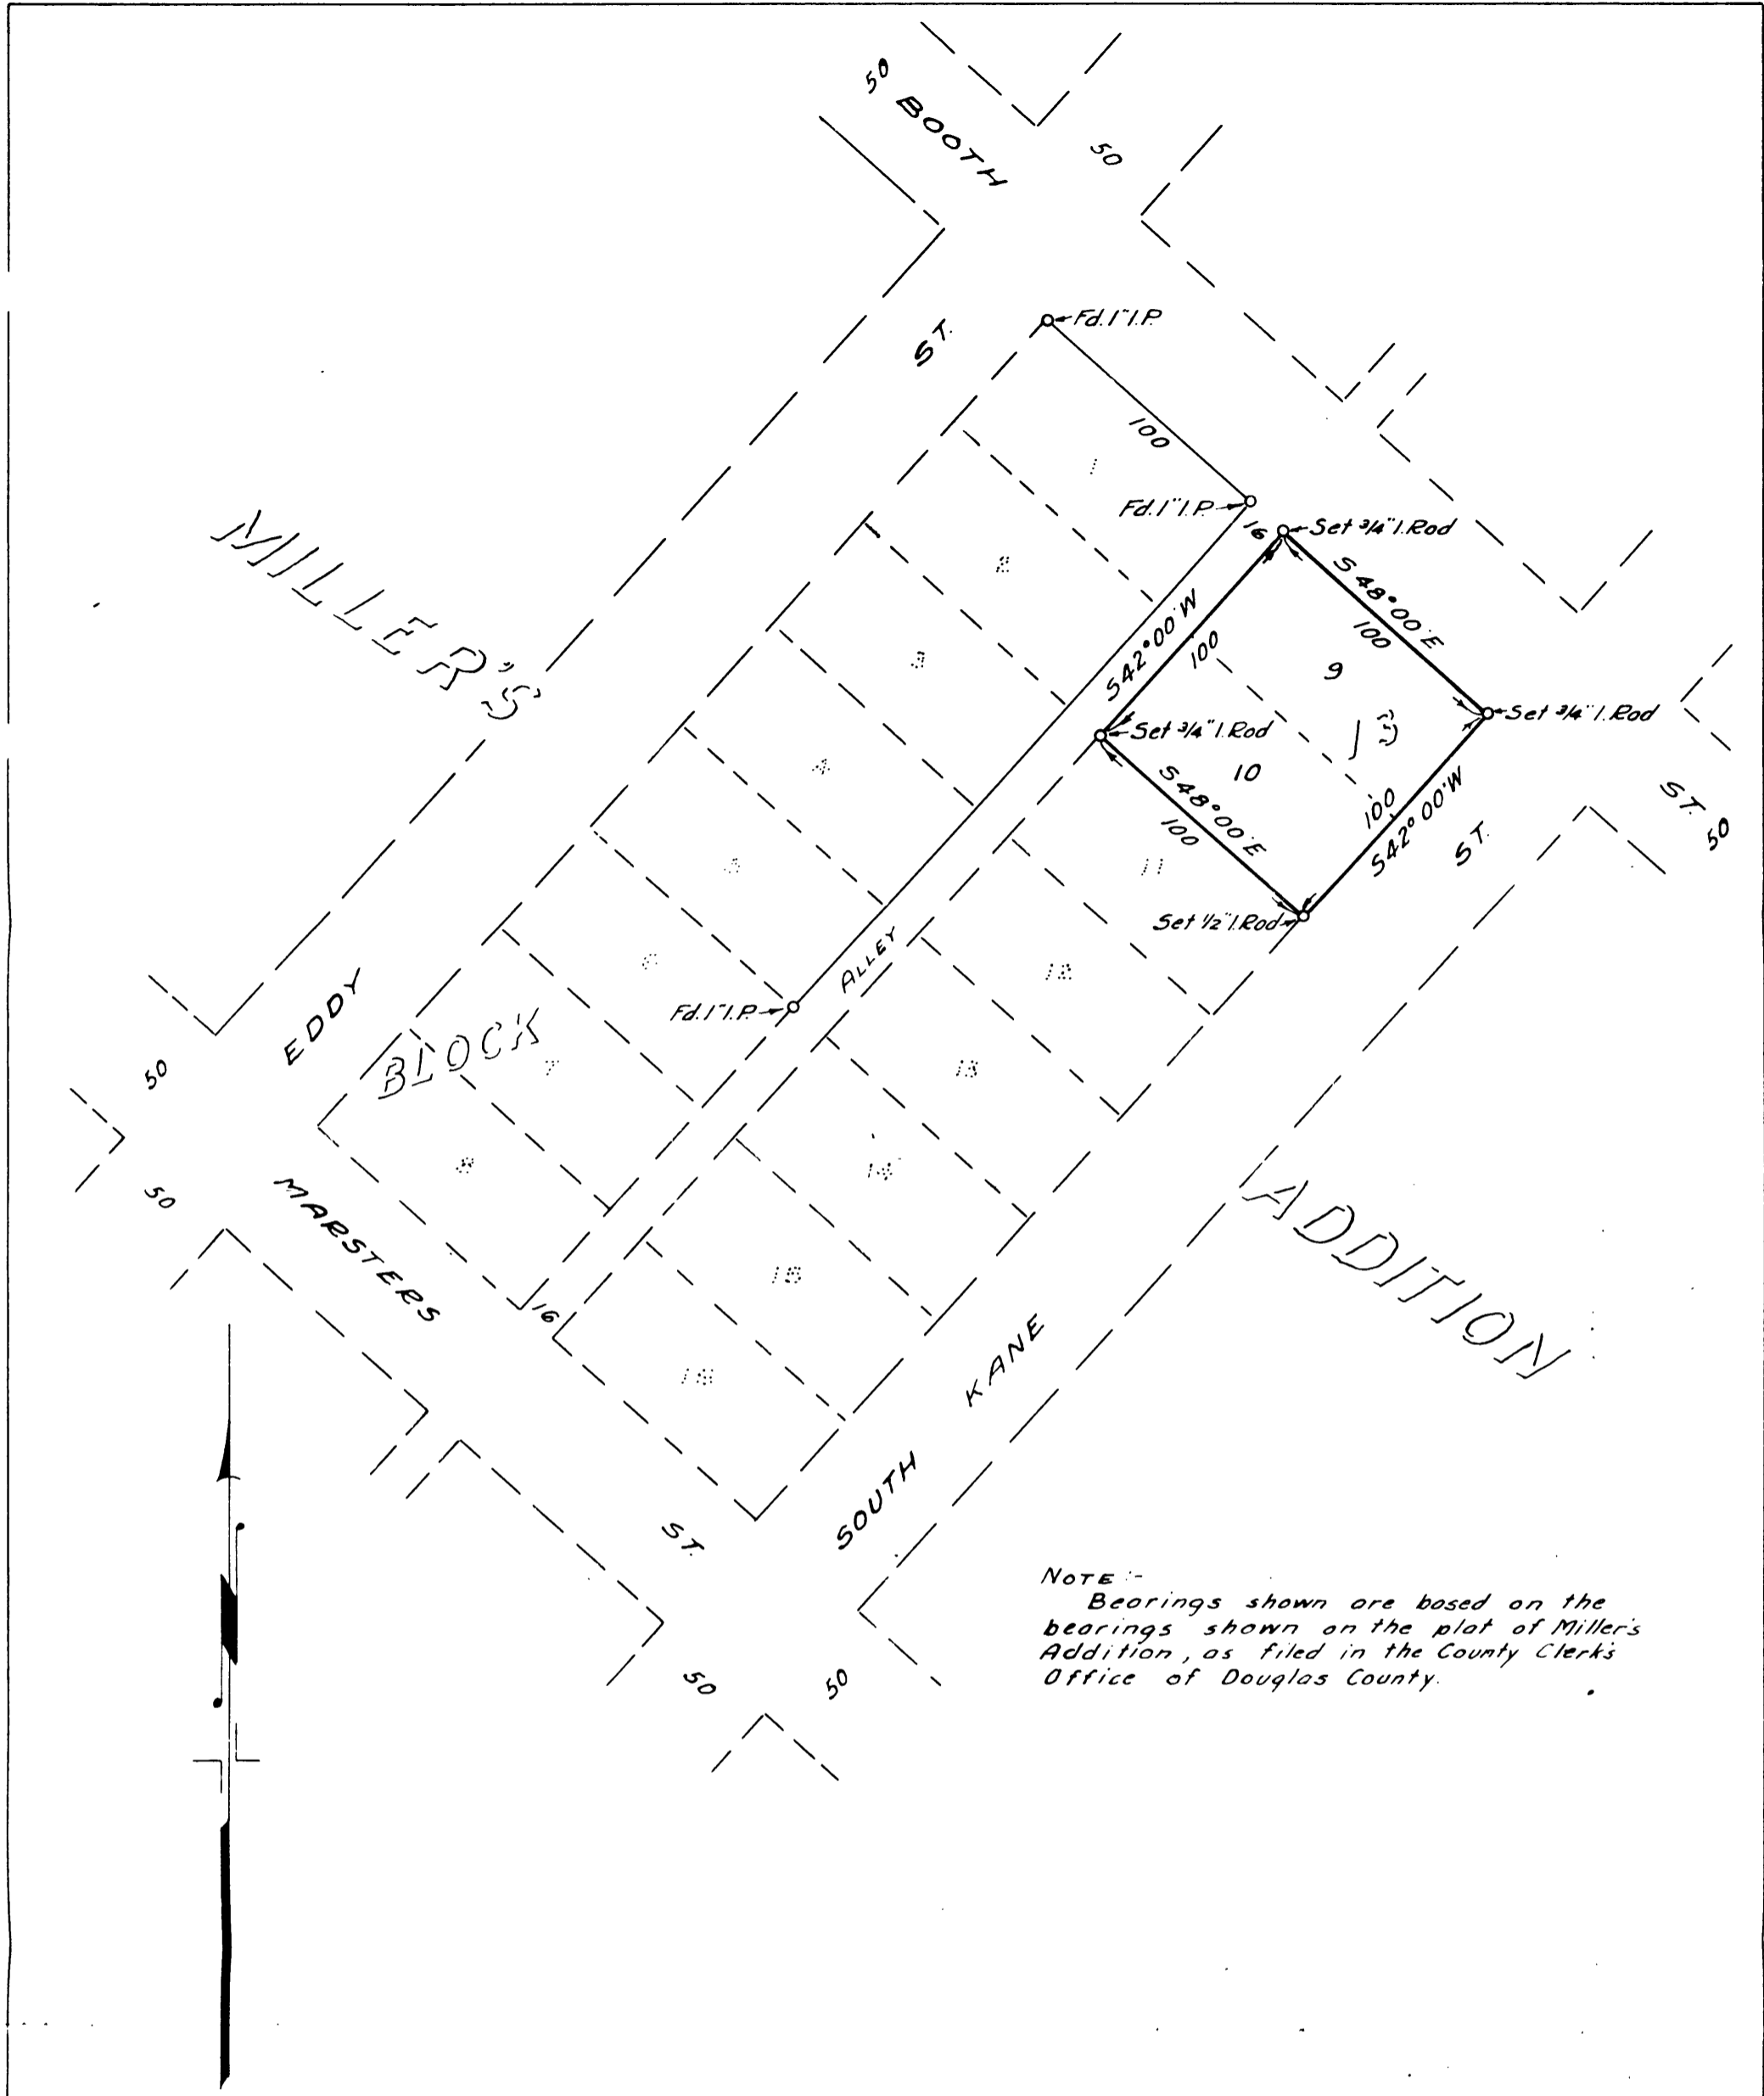 50 BOOTH
50
ST.
Fd. 1" I.P.
100
1
Fd. 1" I.P.
16
Set 3/4" I. Rod
MILLER'S
2
S 48° 00' E
100
S 42° 00' W
100
3
9
Set 3/4" I. Rod
Set 3/4" I. Rod
13
4
10
S 48° 00' E
100
100
S 42° 00' W
ST.
ST. 50
5
11
Set 1/2" I. Rod
ALLEY
6
12
Fd. 1" I.P.
EDDY
BLOCK
7
13
50
8
14
50
MARSTERS
ADDITION
15
16
16
KANE
SOUTH
ST.
50
50
NOTE :-
Bearings shown are based on the
bearings shown on the plat of Miller's
Addition, as filed in the County Clerk's
Office of Douglas County.